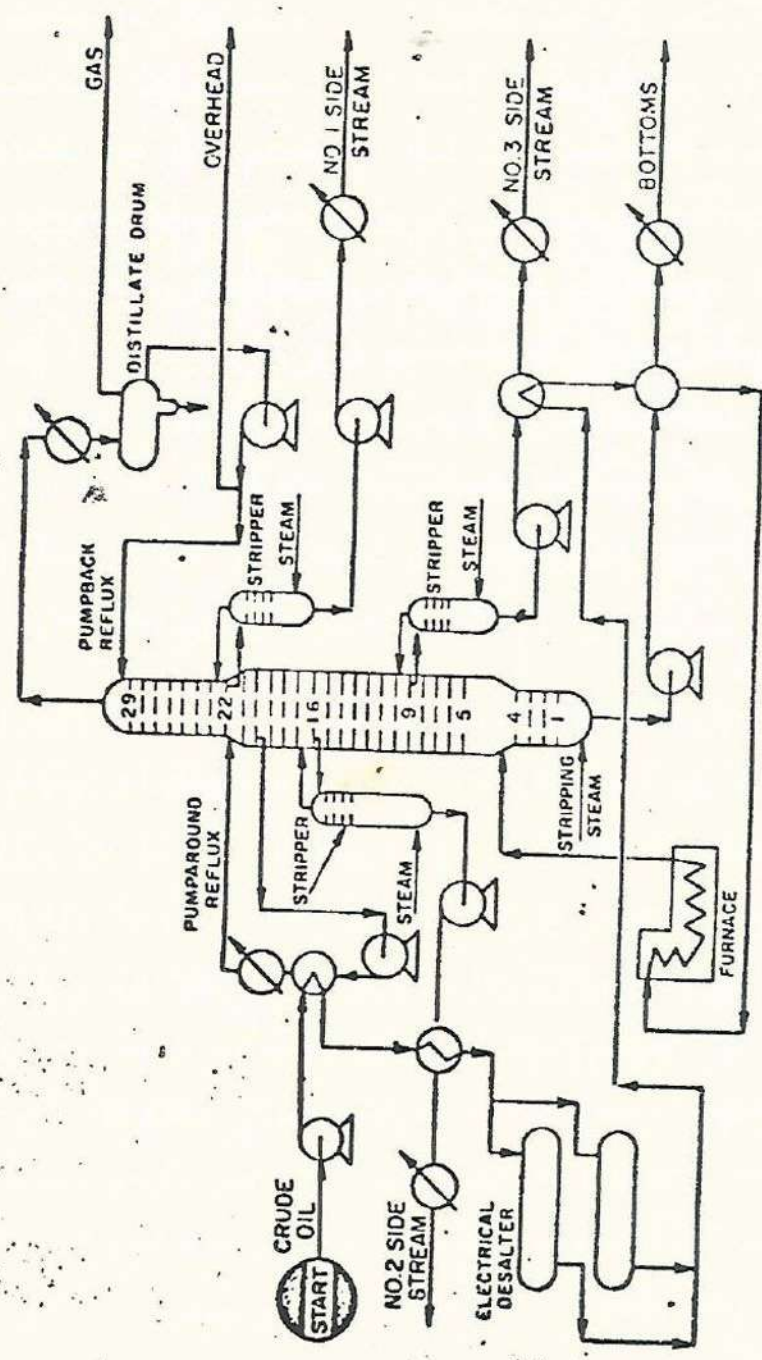 GAS
OVERHEAD
DISTILLATE DRUM
NO 1 SIDE
STREAM
NO.3 SIDE
STREAM
BOTTOMS
PUMPBACK
REFLUX
STRIPPER
STEAM
STRIPPER
STEAM
29
22
16
9
5
4
1
PUMPAROUND
REFLUX
STRIPPER
STEAM
STRIPPING
STEAM
FURNACE
CRUDE
OIL
START
NO.2 SIDE
STREAM
ELECTRICAL
DESALTER